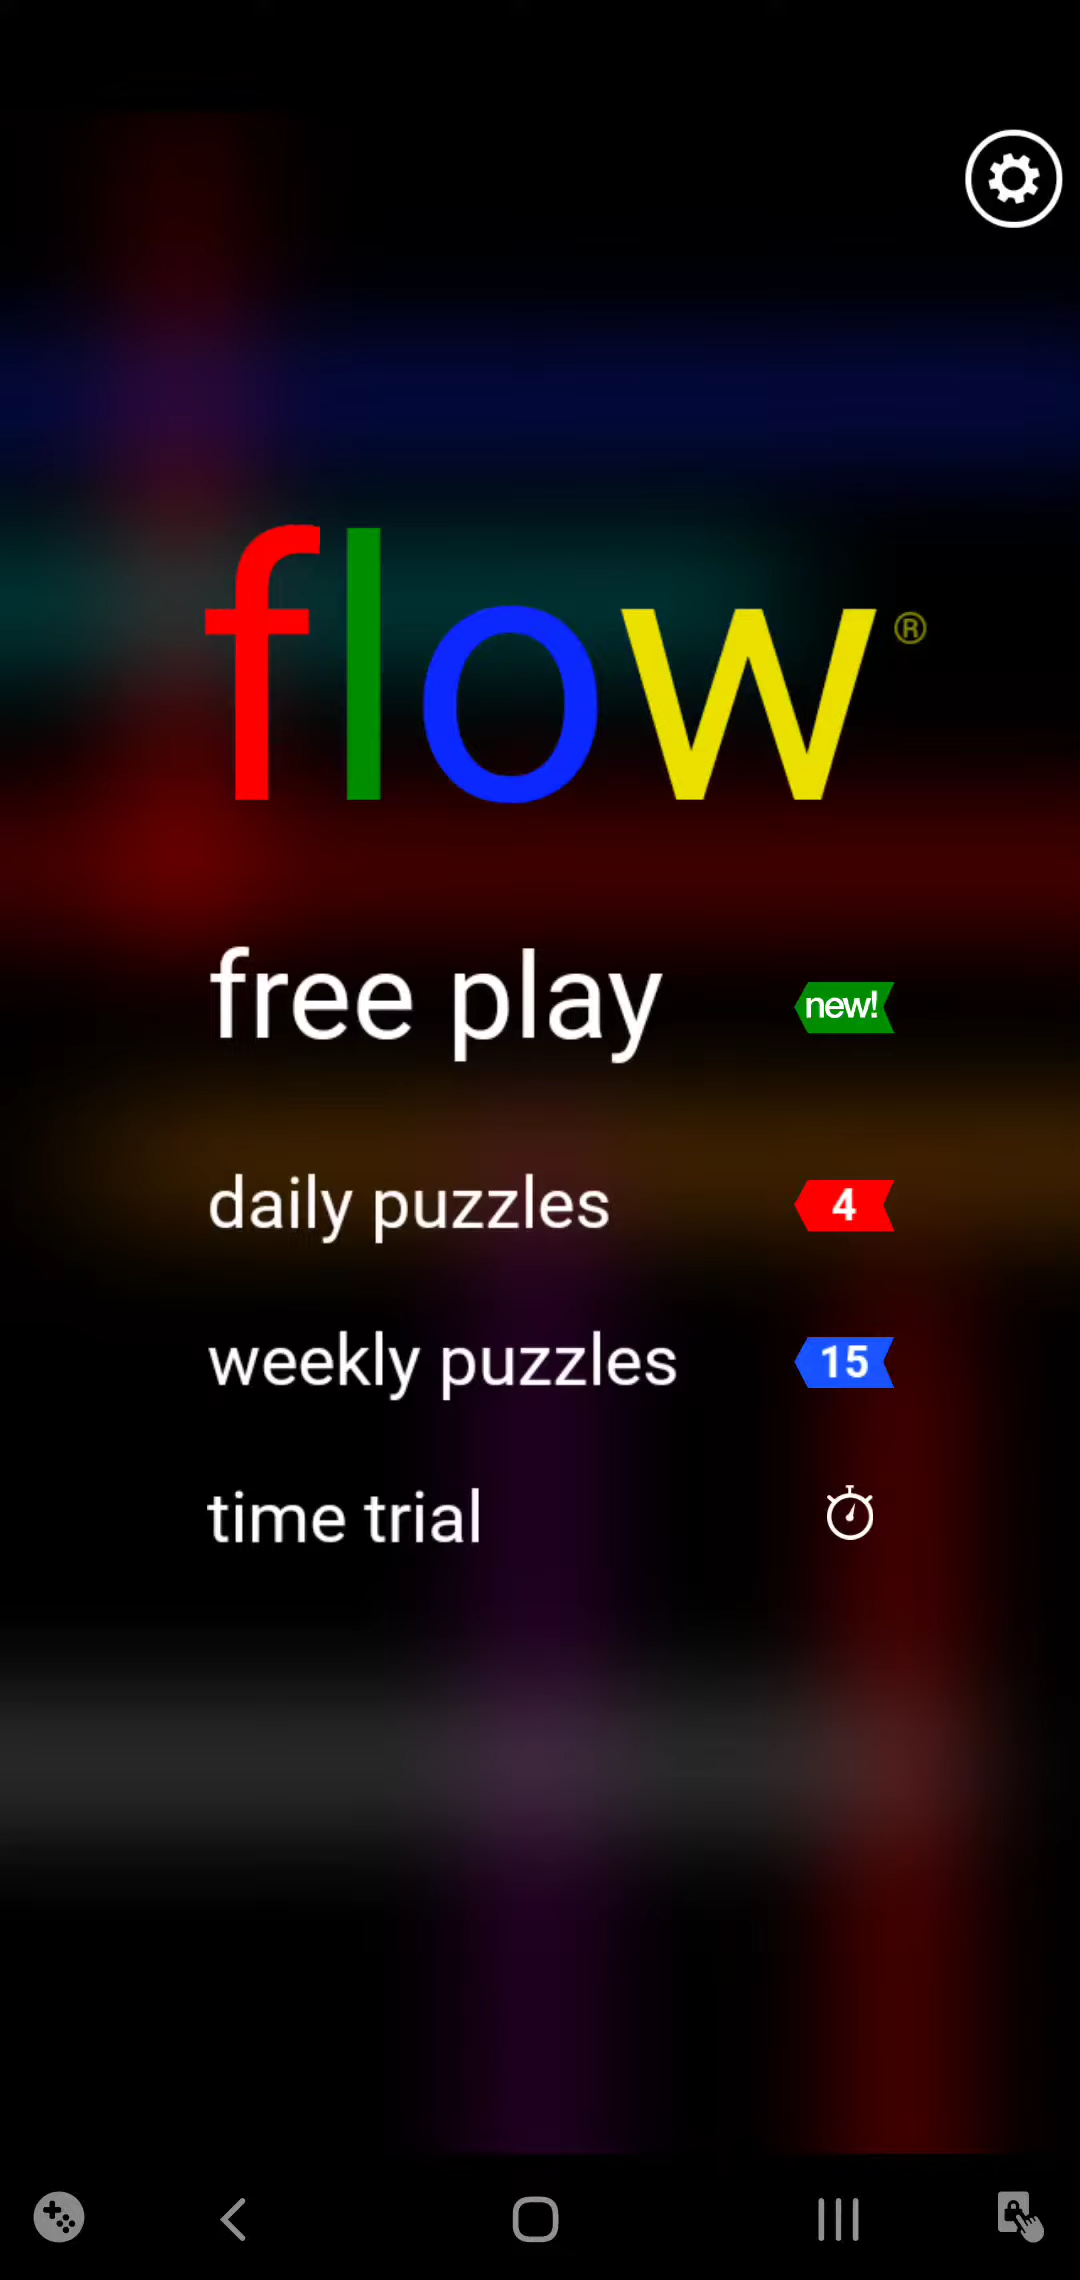 flow®
free play new!
daily puzzles 4
weekly puzzles 15
time trial